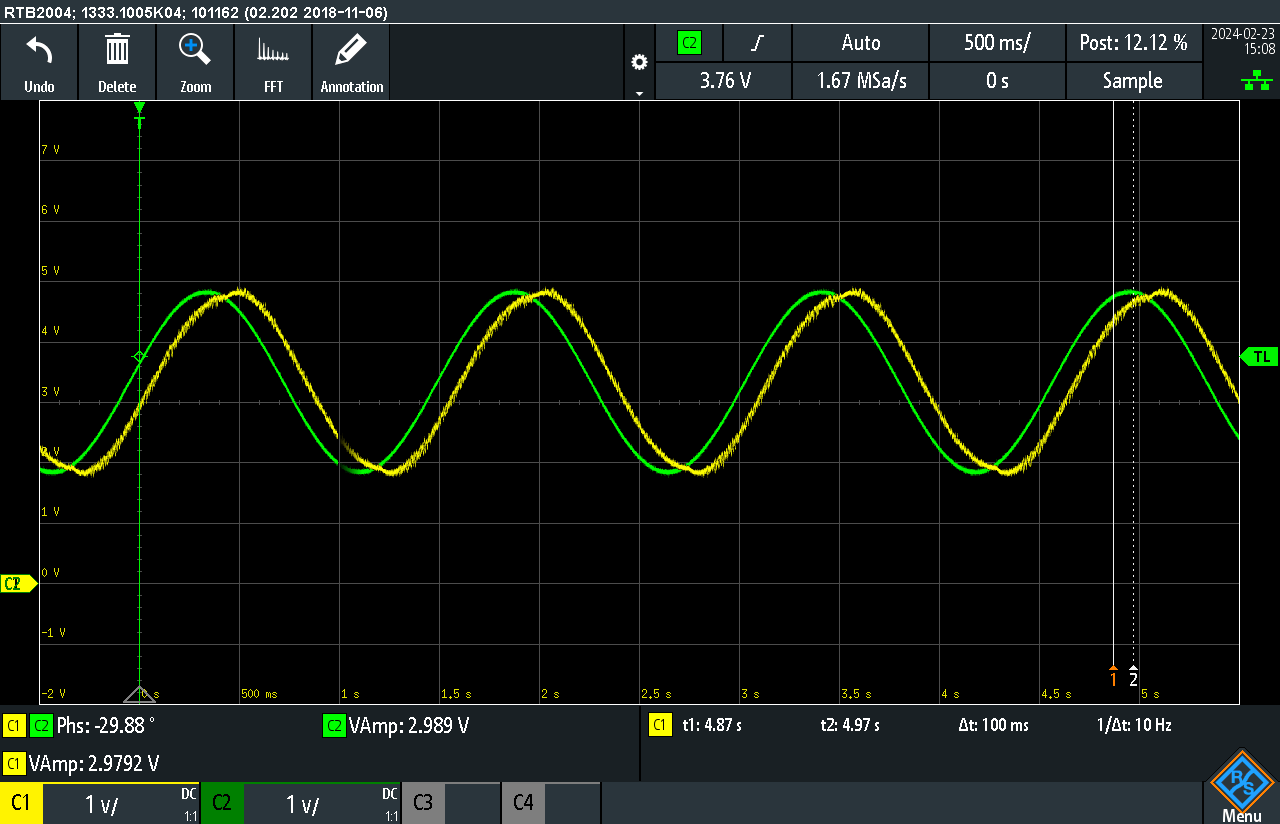 RTB2004; 1333.1005K04; 101162 (02.202 2018-11-06)
Undo
Delete
Zoom
FFT
Annotation
C2
Auto
500 ms/
Post: 12.12 %
3.76 V
1.67 MSa/s
0 s
Sample
2024-02-23
15:08
T
7 V
6 V
5 V
4 V
3 V
2 V
1 V
0 V
-1 V
-2 V
TL
1
2
0 s
500 ms
1 s
1.5 s
2 s
2.5 s
3 s
3.5 s
4 s
4.5 s
5 s
C1 C2 Phs: -29.88 °
C2 VAmp: 2.989 V
C1 t1: 4.87 s t2: 4.97 s Δt: 100 ms 1/Δt: 10 Hz
C1 VAmp: 2.9792 V
C1 1 V/ DC 1:1
C2 1 V/ DC 1:1
C3
C4
R S
Menu